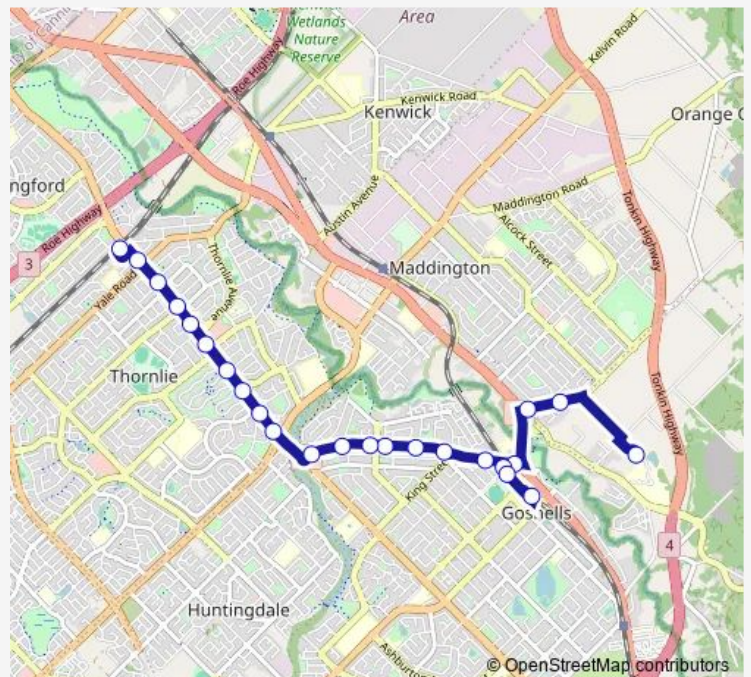 Area
Wetlands
Nature
Reserve
Roe Highway
Kelvin Road
Kenwick Road
Kenwick
Orange
ngford
Austin Avenue
Maddington Road
Alcock Street
Tonkin Highway
Roe Highway
3
Thornlie Avenue
Maddington
Yale Road
Thornlie
Tonkin Highway
King Street
Gosnells
4
Huntingdale
Ashburton
© OpenStreetMap contributors